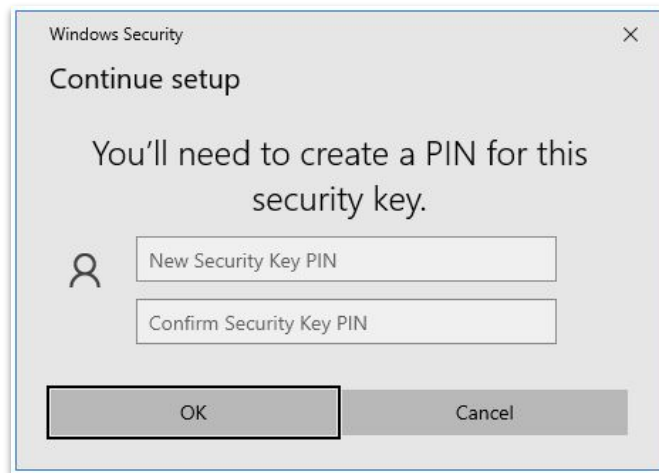 Windows Security
Continue setup
You'll need to create a PIN for this
security key.
New Security Key PIN
Confirm Security Key PIN
OK
Cancel